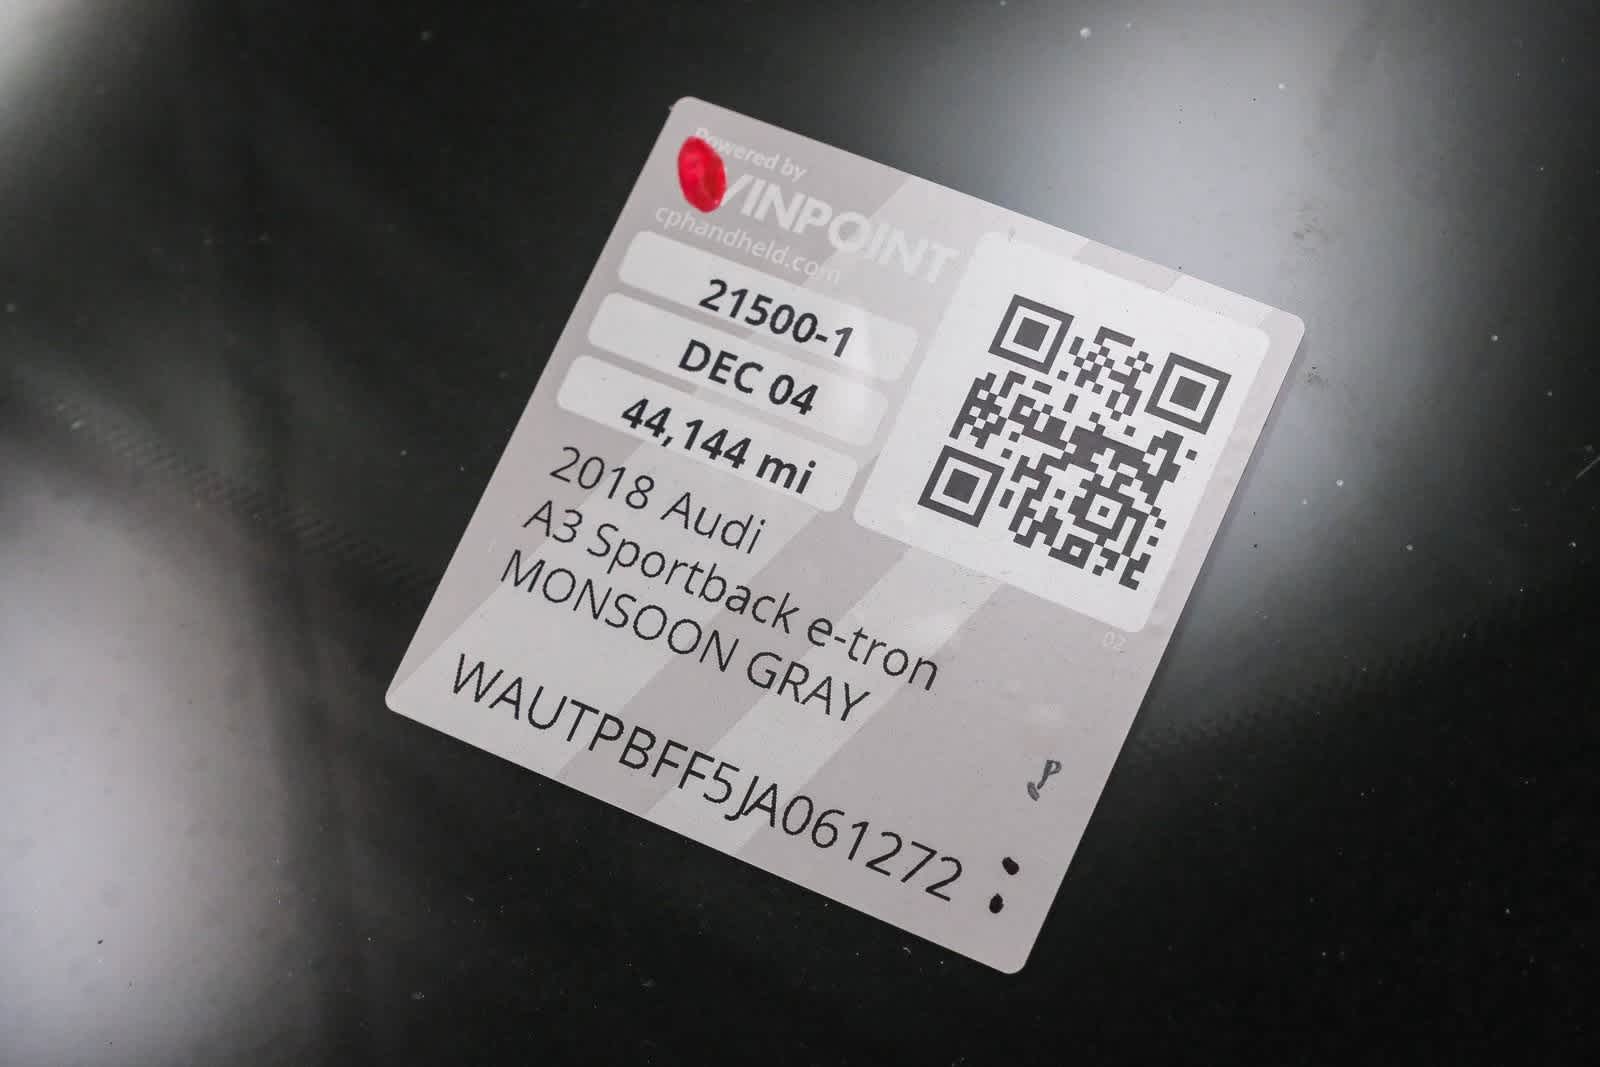 Powered by
VINPOINT
cphandheld.com
21500-1
DEC 04
44,144 mi
2018 Audi
A3 Sportback e-tron
MONSOON GRAY
02
WAUTPBFF5JA061272